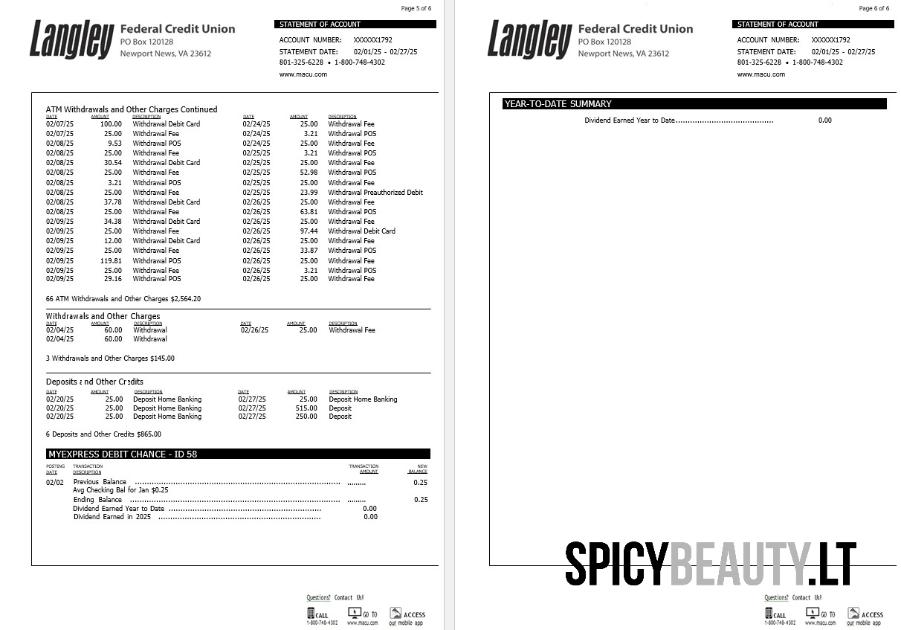 Page 5 of 6
Langley Federal Credit Union
PO Box 120128
Newport News, VA 23612
STATEMENT OF ACCOUNT
ACCOUNT NUMBER: XXXXXX1792
STATEMENT DATE: 02/01/25 - 02/27/25
801-325-6228 • 1-800-748-4302
www.macu.com
ATM Withdrawals and Other Charges Continued
DATE AMOUNT DESCRIPTION DATE AMOUNT DESCRIPTION
02/07/25 100.00 Withdrawal Debit Card 02/24/25 25.00 Withdrawal Fee
02/07/25 25.00 Withdrawal Fee 02/24/25 3.21 Withdrawal POS
02/08/25 9.53 Withdrawal POS 02/25/25 25.00 Withdrawal Fee
02/08/25 25.00 Withdrawal Fee 02/25/25 3.21 Withdrawal POS
02/08/25 30.54 Withdrawal Debit Card 02/25/25 25.00 Withdrawal Fee
02/08/25 25.00 Withdrawal Fee 02/25/25 52.98 Withdrawal POS
02/08/25 3.21 Withdrawal POS 02/25/25 25.00 Withdrawal Fee
02/08/25 25.00 Withdrawal Fee 02/25/25 23.99 Withdrawal Preauthorized Debit
02/08/25 37.78 Withdrawal Debit Card 02/26/25 25.00 Withdrawal Fee
02/08/25 25.00 Withdrawal Fee 02/26/25 63.81 Withdrawal POS
02/09/25 34.38 Withdrawal Debit Card 02/26/25 25.00 Withdrawal Fee
02/09/25 25.00 Withdrawal Fee 02/26/25 97.44 Withdrawal Debit Card
02/09/25 12.00 Withdrawal Debit Card 02/26/25 25.00 Withdrawal Fee
02/09/25 25.00 Withdrawal Fee 02/26/25 33.87 Withdrawal POS
02/09/25 119.81 Withdrawal POS 02/26/25 25.00 Withdrawal Fee
02/09/25 25.00 Withdrawal Fee 02/26/25 3.21 Withdrawal POS
02/09/25 29.16 Withdrawal POS 02/26/25 25.00 Withdrawal Fee
66 ATM Withdrawals and Other Charges $2,564.20
Withdrawals and Other Charges
DATE AMOUNT DESCRIPTION DATE AMOUNT DESCRIPTION
02/04/25 60.00 Withdrawal 02/26/25 25.00 Withdrawal Fee
02/04/25 60.00 Withdrawal
3 Withdrawals and Other Charges $145.00
Deposits and Other Credits
DATE AMOUNT DESCRIPTION DATE AMOUNT DESCRIPTION
02/20/25 25.00 Deposit Home Banking 02/27/25 25.00 Deposit Home Banking
02/20/25 25.00 Deposit Home Banking 02/27/25 515.00 Deposit
02/20/25 25.00 Deposit Home Banking 02/27/25 250.00 Deposit
6 Deposits and Other Credits $865.00
MYEXPRESS DEBIT CHANCE - ID 58
POSTING TRANSACTION TRANSACTION NEW
DATE DESCRIPTION AMOUNT BALANCE
02/02 Previous Balance 0.25
Avg Checking Bal for Jan $0.25
Ending Balance 0.25
Dividend Earned Year to Date 0.00
Dividend Earned in 2025 0.00
Questions? Contact Us!
CALL GO TO ACCESS
1-800-748-4302 www.macu.com our mobile app
Page 6 of 6
Langley Federal Credit Union
PO Box 120128
Newport News, VA 23612
STATEMENT OF ACCOUNT
ACCOUNT NUMBER: XXXXXX1792
STATEMENT DATE: 02/01/25 - 02/27/25
801-325-6228 • 1-800-748-4302
www.macu.com
YEAR-TO-DATE SUMMARY
Dividend Earned Year to Date 0.00
SPICYBEAUTY.LT
Questions? Contact Us!
CALL GO TO ACCESS
1-800-748-4302 www.macu.com our mobile app